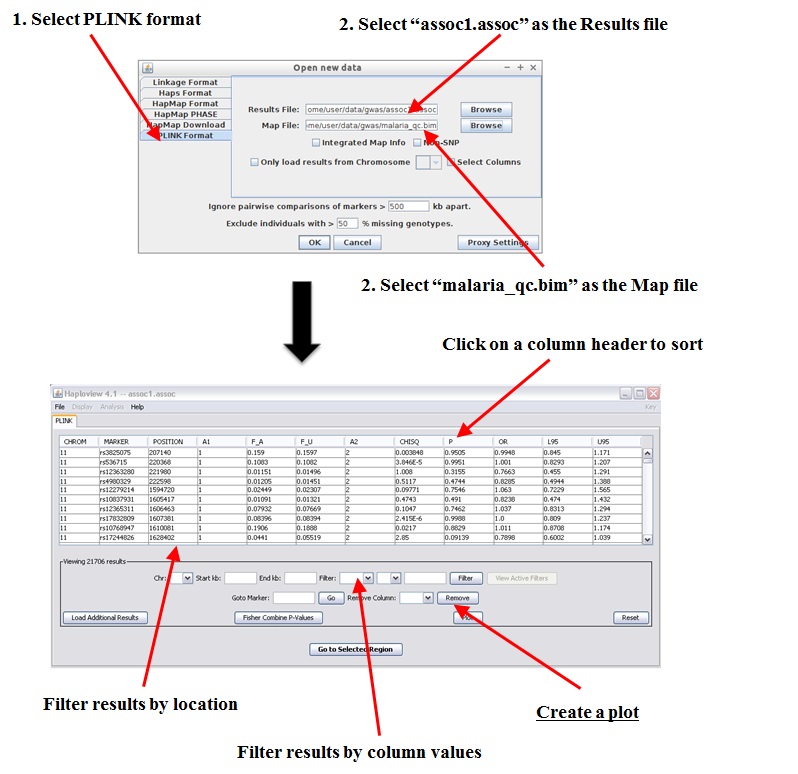 1. Select PLINK format
2. Select “assoc1.assoc” as the Results file
Open new data
Linkage Format
Haps Format
HapMap Format
HapMap PHASE
HapMap Download
PLINK Format
Results File: ome/user/data/gwas/assoc1.assoc Browse
Map File: ome/user/data/gwas/malaria_qc.bim Browse
Integrated Map Info Non-SNP
Only load results from Chromosome Select Columns
Ignore pairwise comparisons of markers > 500 kb apart.
Exclude individuals with > 50 % missing genotypes.
OK Cancel Proxy Settings
2. Select “malaria_qc.bim” as the Map file
Click on a column header to sort
Haploview 4.1 -- assoc1.assoc
File Display Analysis Help Key
PLINK
CHROM MARKER POSITION A1 F_A F_U A2 CHISQ P OR L95 U95
11 rs3825075 207140 1 0.159 0.1597 2 0.003848 0.9505 0.9948 0.845 1.171
11 rs536715 220368 1 0.1083 0.1082 2 3.846E-5 0.9951 1.001 0.8293 1.207
11 rs12363280 221980 1 0.01151 0.01496 2 1.008 0.3155 0.7663 0.455 1.291
11 rs4980329 222598 1 0.01205 0.01451 2 0.5117 0.4744 0.8285 0.4944 1.388
11 rs12279214 1594720 1 0.02449 0.02307 2 0.09771 0.7546 1.063 0.7229 1.565
11 rs10837931 1605417 1 0.01091 0.01321 2 0.4743 0.491 0.8238 0.474 1.432
11 rs12365311 1606463 1 0.07932 0.07669 2 0.1047 0.7462 1.037 0.8313 1.294
11 rs17832809 1607381 1 0.08396 0.08394 2 2.415E-6 0.9988 1.0 0.809 1.237
11 rs10768947 1610081 1 0.1906 0.1888 2 0.0217 0.8829 1.011 0.8708 1.174
11 rs17244826 1628402 1 0.0441 0.05519 2 2.85 0.09139 0.7898 0.6002 1.039
Viewing 21706 results
Chr: Start kb: End kb: Filter: Filter View Active Filters
Goto Marker: Go Remove Column: Remove
Load Additional Results Fisher Combine P-Values Plot Reset
Go to Selected Region
Filter results by location
Create a plot
Filter results by column values